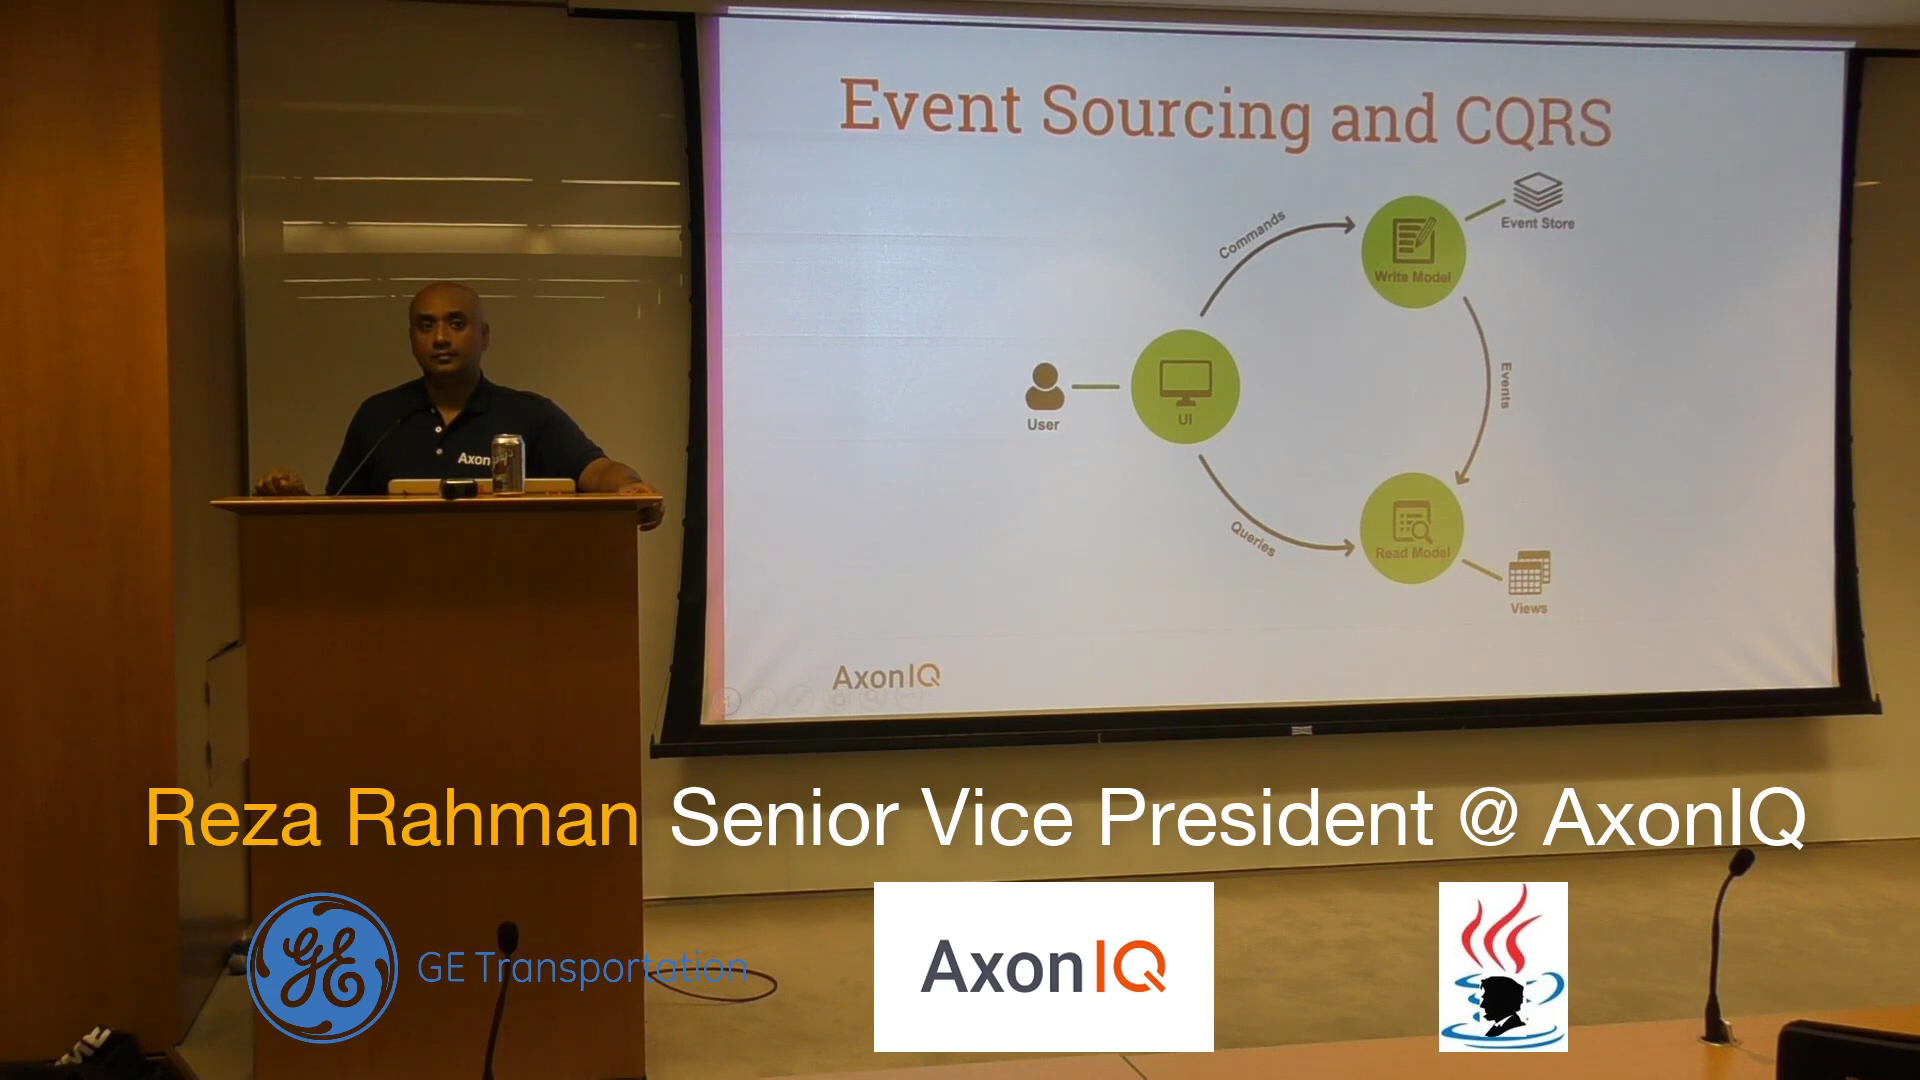 Event Sourcing and CQRS
Commands
Event Store
Write Model
Events
User
UI
Queries
Read Model
Views
AxonIQ
Axon
Reza Rahman Senior Vice President @ AxonIQ
GE
GE Transportation
AxonIQ